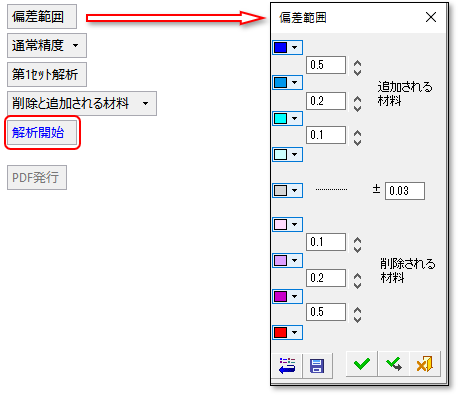 偏差範囲
通常精度
第1セット解析
削除と追加される材料
解析開始
PDF発行
偏差範囲
0.5
追加される
材料
0.2
0.1
± 0.03
0.1
削除される
材料
0.2
0.5